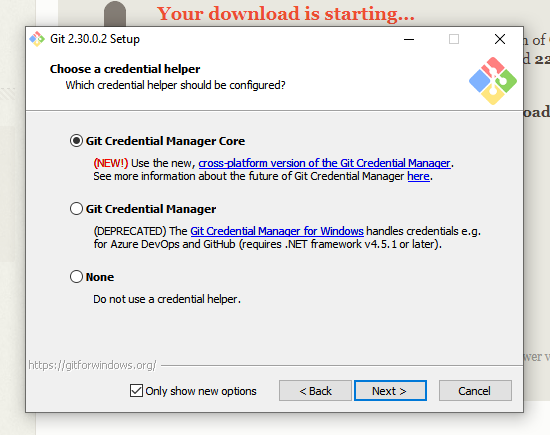 Your download is starting...
Git 2.30.0.2 Setup
Choose a credential helper
Which credential helper should be configured?
Git Credential Manager Core
(NEW!) Use the new, cross-platform version of the Git Credential Manager.
See more information about the future of Git Credential Manager here.
Git Credential Manager
(DEPRECATED) The Git Credential Manager for Windows handles credentials e.g.
for Azure DevOps and GitHub (requires .NET framework v4.5.1 or later).
None
Do not use a credential helper.
https://gitforwindows.org/
Only show new options
< Back
Next >
Cancel